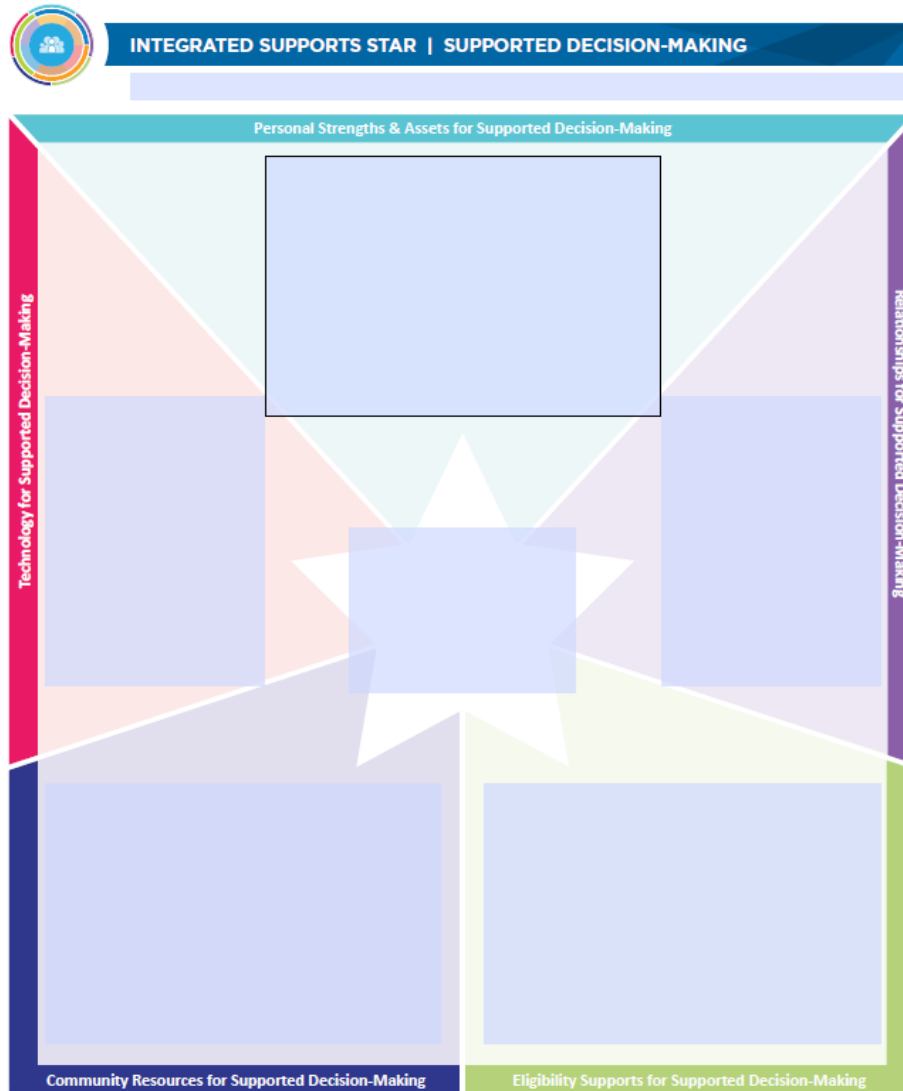 INTEGRATED SUPPORTS STAR | SUPPORTED DECISION-MAKING
Personal Strengths & Assets for Supported Decision-Making
Technology for Supported Decision-Making
Relationships for Supported Decision-Making
Community Resources for Supported Decision-Making
Eligibility Supports for Supported Decision-Making